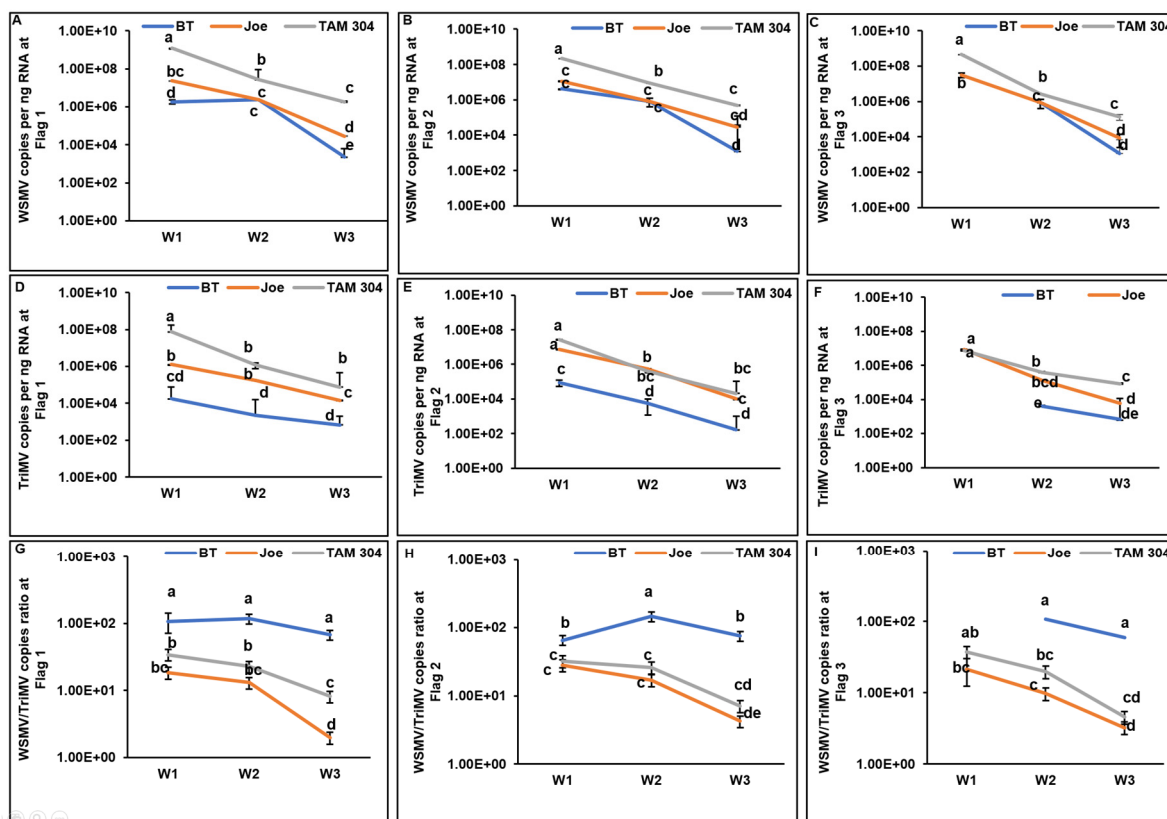 A
BT Joe TAM 304
WSMV copies per ng RNA at
Flag 1
1.00E+10
1.00E+08
1.00E+06
1.00E+04
1.00E+02
1.00E+00
a
bc
d
b
c
c
c
d
e
W1 W2 W3
B
BT Joe TAM 304
WSMV copies per ng RNA at
Flag 2
1.00E+10
1.00E+08
1.00E+06
1.00E+04
1.00E+02
1.00E+00
a
c
c
b
c
c
c
cd
d
W1 W2 W3
C
BT Joe TAM 304
WSMV copies per ng RNA at
Flag 3
1.00E+10
1.00E+08
1.00E+06
1.00E+04
1.00E+02
1.00E+00
a
b
b
c
c
d
d
W1 W2 W3
D
BT Joe TAM 304
TriMV copies per ng RNA at
Flag 1
1.00E+10
1.00E+08
1.00E+06
1.00E+04
1.00E+02
1.00E+00
a
b
cd
b
b
d
b
c
d
W1 W2 W3
E
BT Joe TAM 304
TriMV copies per ng RNA at
Flag 2
1.00E+10
1.00E+08
1.00E+06
1.00E+04
1.00E+02
1.00E+00
a
a
c
b
bc
d
bc
c
d
W1 W2 W3
F
BT Joe
TriMV copies per ng RNA at
Flag 3
1.00E+10
1.00E+08
1.00E+06
1.00E+04
1.00E+02
1.00E+00
a
a
b
bcd
e
c
d
de
W1 W2 W3
G
BT Joe TAM 304
WSMV/TriMV copies ratio at
Flag 1
1.00E+03
1.00E+02
1.00E+01
1.00E+00
a
b
bc
a
b
bc
a
c
d
W1 W2 W3
H
BT Joe TAM 304
WSMV/TriMV copies ratio at
Flag 2
1.00E+03
1.00E+02
1.00E+01
1.00E+00
b
c
c
a
c
c
b
cd
de
W1 W2 W3
I
BT Joe TAM 304
WSMV/TriMV copies ratio at
Flag 3
1.00E+03
1.00E+02
1.00E+01
1.00E+00
ab
bc
a
bc
c
a
cd
d
W1 W2 W3